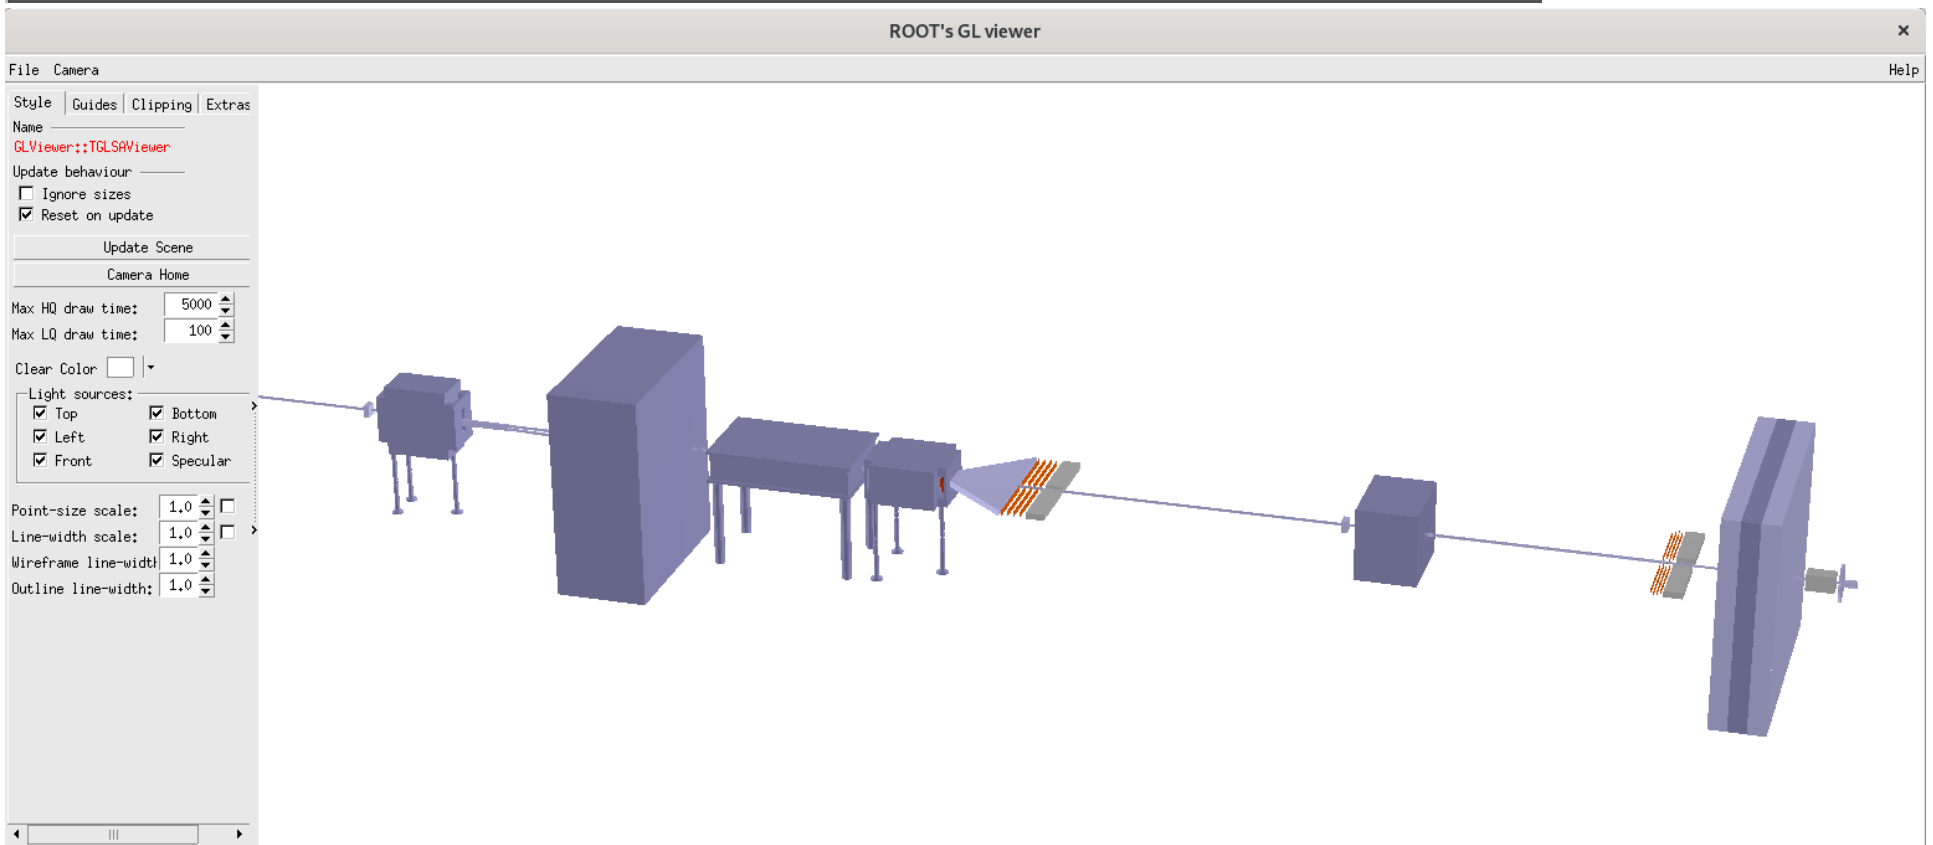 ROOT's GL viewer
File Camera Help
Style Guides Clipping Extras
Name
GLViewer::TGLSAViewer
Update behaviour
Ignore sizes
Reset on update
Update Scene
Camera Home
Max HQ draw time: 5000
Max LQ draw time: 100
Clear Color
Light sources:
Top Bottom
Left Right
Front Specular
Point-size scale: 1.0
Line-width scale: 1.0
Wireframe line-widt 1.0
Outline line-width: 1.0